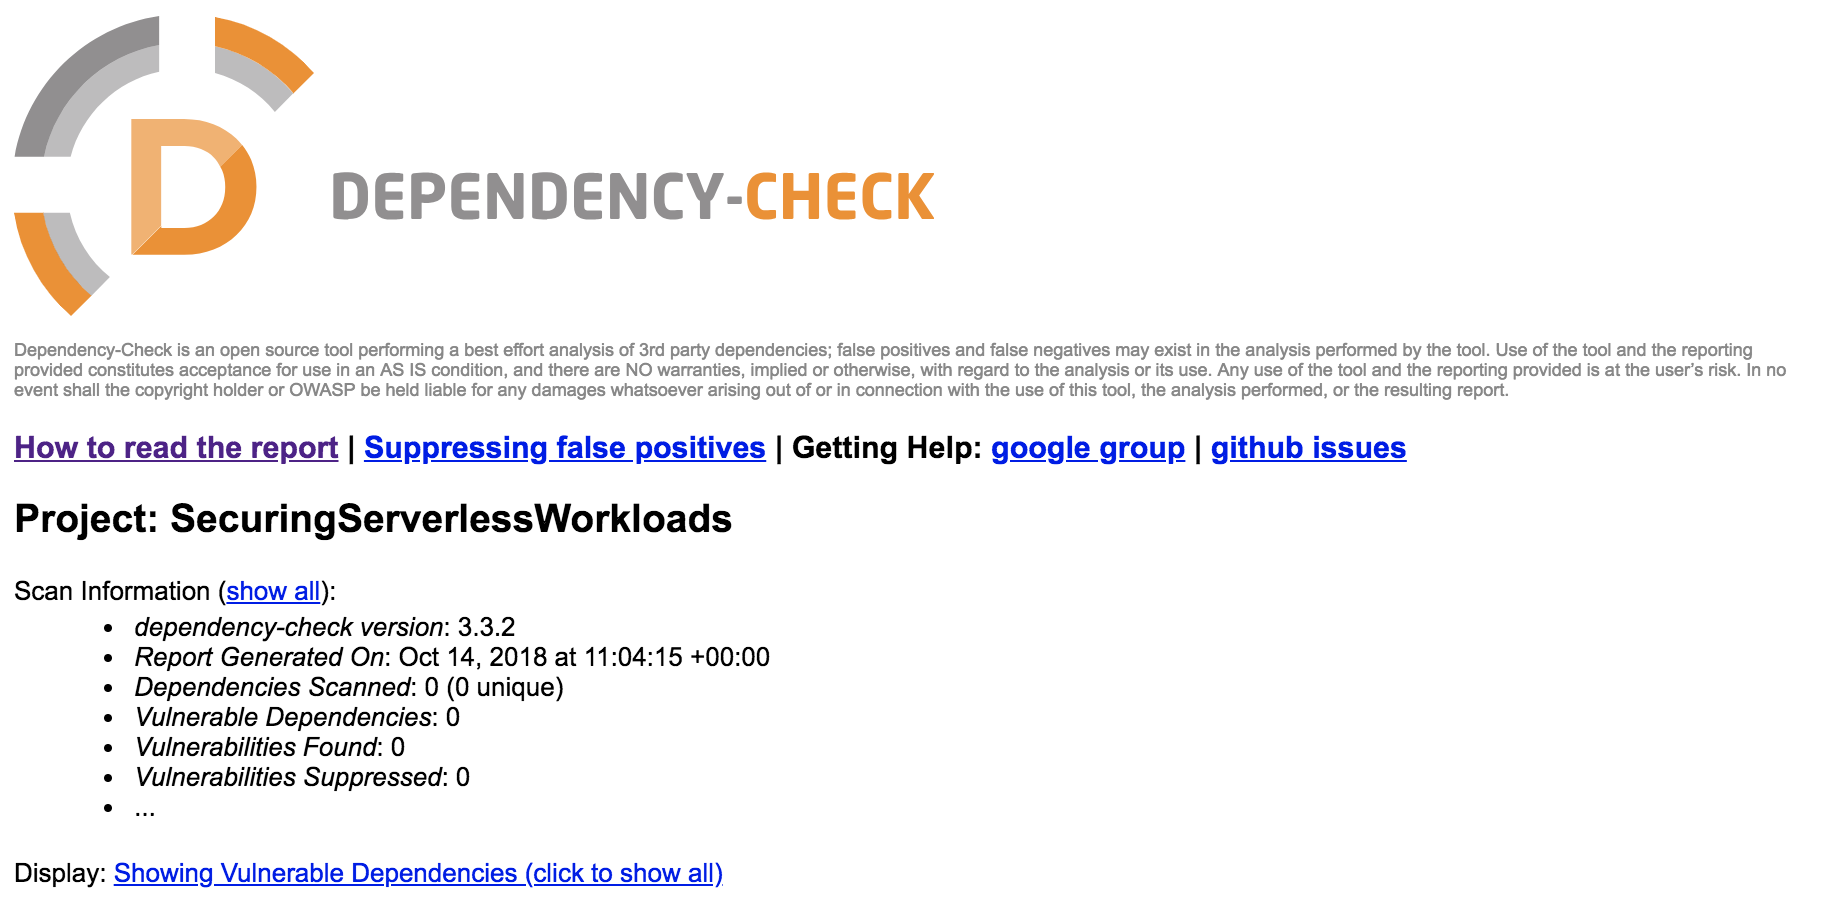 D
DEPENDENCY-CHECK
Dependency-Check is an open source tool performing a best effort analysis of 3rd party dependencies; false positives and false negatives may exist in the analysis performed by the tool. Use of the tool and the reporting
provided constitutes acceptance for use in an AS IS condition, and there are NO warranties, implied or otherwise, with regard to the analysis or its use. Any use of the tool and the reporting provided is at the user’s risk. In no
event shall the copyright holder or OWASP be held liable for any damages whatsoever arising out of or in connection with the use of this tool, the analysis performed, or the resulting report.
How to read the report | Suppressing false positives | Getting Help: google group | github issues
Project: SecuringServerlessWorkloads
Scan Information (show all):
• dependency-check version: 3.3.2
• Report Generated On: Oct 14, 2018 at 11:04:15 +00:00
• Dependencies Scanned: 0 (0 unique)
• Vulnerable Dependencies: 0
• Vulnerabilities Found: 0
• Vulnerabilities Suppressed: 0
• ...
Display: Showing Vulnerable Dependencies (click to show all)